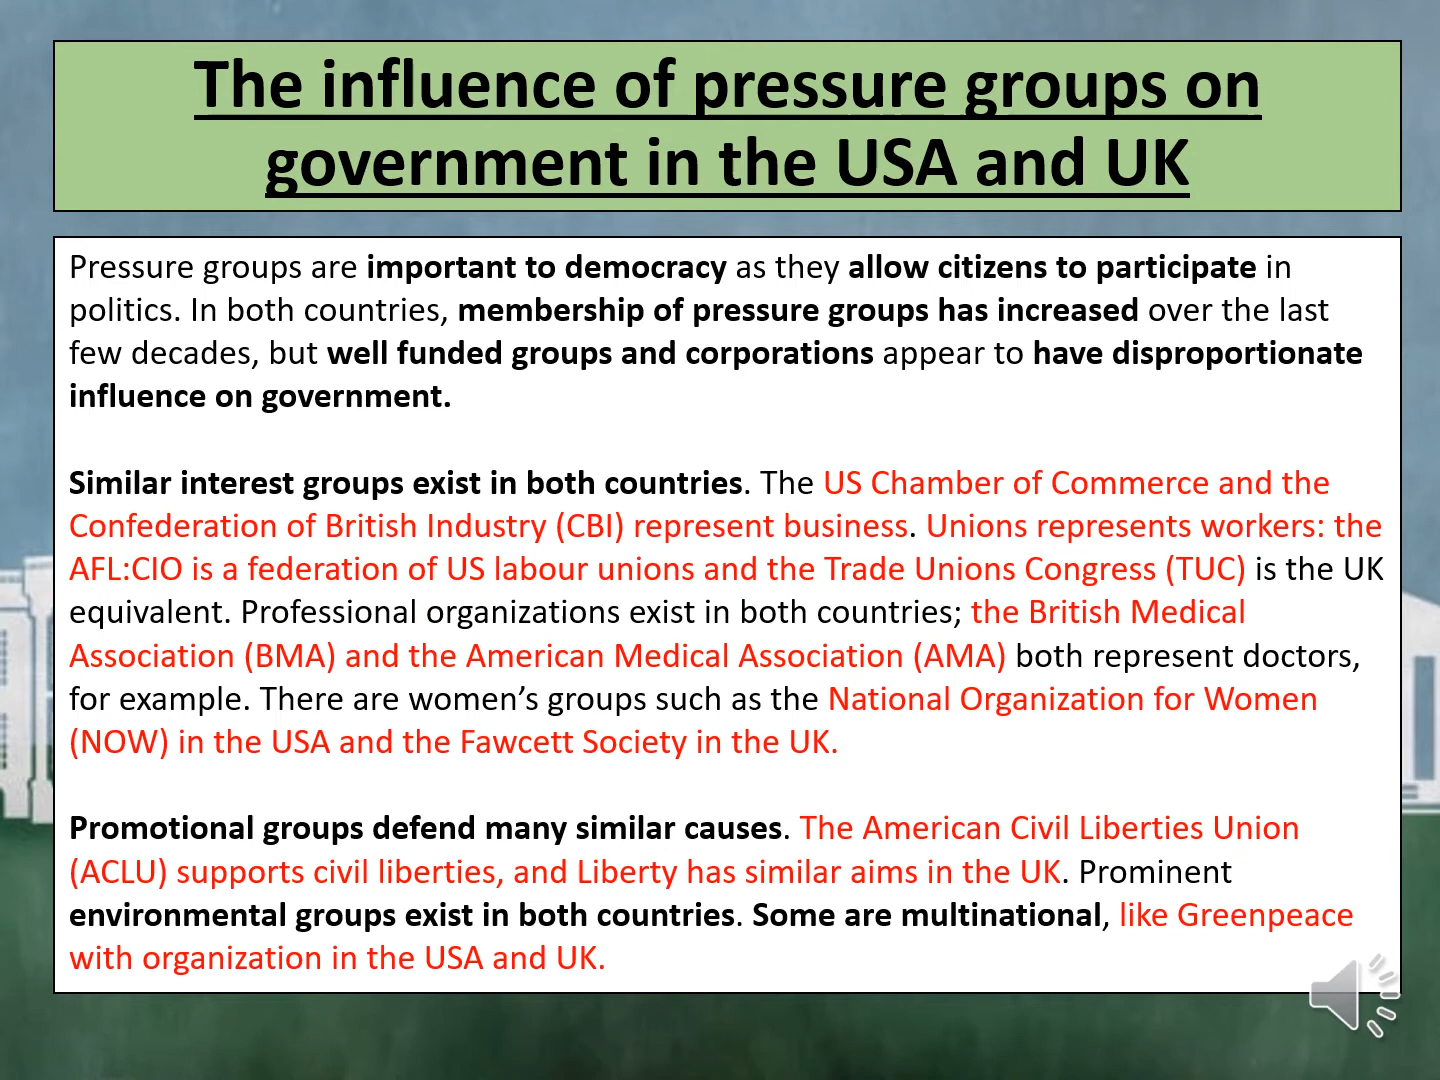 The influence of pressure groups on
government in the USA and UK
Pressure groups are important to democracy as they allow citizens to participate in
politics. In both countries, membership of pressure groups has increased over the last
few decades, but well funded groups and corporations appear to have disproportionate
influence on government.
Similar interest groups exist in both countries. The US Chamber of Commerce and the
Confederation of British Industry (CBI) represent business. Unions represents workers: the
AFL:CIO is a federation of US labour unions and the Trade Unions Congress (TUC) is the UK
equivalent. Professional organizations exist in both countries; the British Medical
Association (BMA) and the American Medical Association (AMA) both represent doctors,
for example. There are women’s groups such as the National Organization for Women
(NOW) in the USA and the Fawcett Society in the UK.
Promotional groups defend many similar causes. The American Civil Liberties Union
(ACLU) supports civil liberties, and Liberty has similar aims in the UK. Prominent
environmental groups exist in both countries. Some are multinational, like Greenpeace
with organization in the USA and UK.